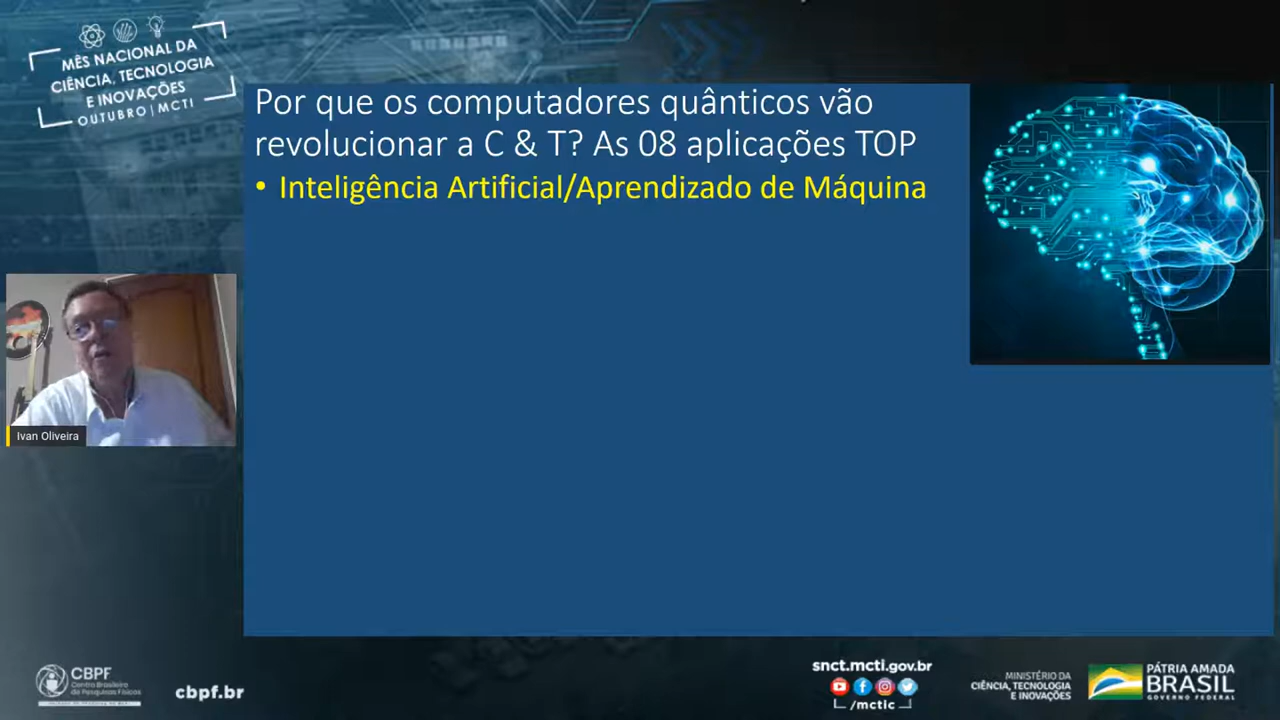 MÊS NACIONAL DA
CIÊNCIA, TECNOLOGIA
E INOVAÇÕES
OUTUBRO | MCTI
Por que os computadores quânticos vão
revolucionar a C & T? As 08 aplicações TOP
• Inteligência Artificial/Aprendizado de Máquina
Ivan Oliveira
CBPF
Centro Brasileiro
de Pesquisas Físicas
cbpf.br
snct.mcti.gov.br
/mctic
MINISTÉRIO DA
CIÊNCIA, TECNOLOGIA
E INOVAÇÕES
PÁTRIA AMADA
BRASIL
GOVERNO FEDERAL